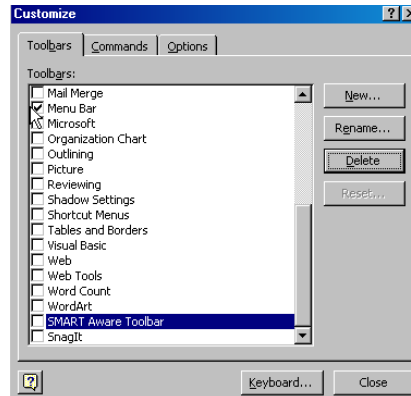 Customize
Toolbars Commands Options
Toolbars:
Mail Merge
Menu Bar
Microsoft
Organization Chart
Outlining
Picture
Reviewing
Shadow Settings
Shortcut Menus
Tables and Borders
Visual Basic
Web
Web Tools
Word Count
WordArt
SMART Aware Toolbar
SnagIt
New...
Rename...
Delete
Reset...
Keyboard... Close